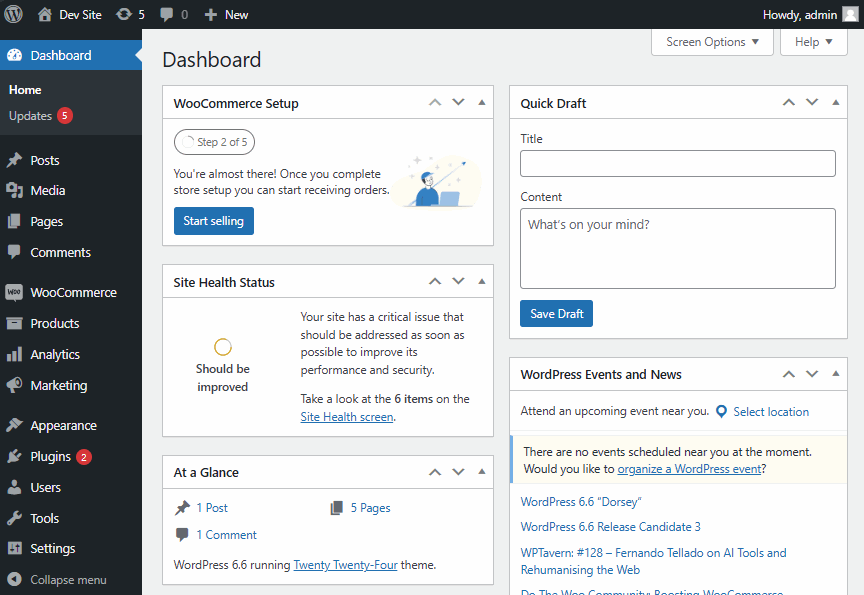 Dev Site 5 0 New Howdy, admin
Screen Options Help
Dashboard
Home
Updates 5
Posts
Media
Pages
Comments
Woo WooCommerce
Products
Analytics
Marketing
Appearance
Plugins 2
Users
Tools
Settings
Collapse menu
Dashboard
WooCommerce Setup
Step 2 of 5
You're almost there! Once you complete
store setup you can start receiving orders.
Start selling
Site Health Status
Should be
improved
Your site has a critical issue that
should be addressed as soon as
possible to improve its
performance and security.
Take a look at the 6 items on the
Site Health screen.
At a Glance
1 Post
5 Pages
1 Comment
WordPress 6.6 running Twenty Twenty-Four theme.
Quick Draft
Title
Content
What's on your mind?
Save Draft
WordPress Events and News
Attend an upcoming event near you. Select location
There are no events scheduled near you at the moment.
Would you like to organize a WordPress event?
WordPress 6.6 “Dorsey”
WordPress 6.6 Release Candidate 3
WPTavern: #128 – Fernando Tellado on AI Tools and
Rehumanising the Web
Do The Woo Community: Boosting WooCommerce